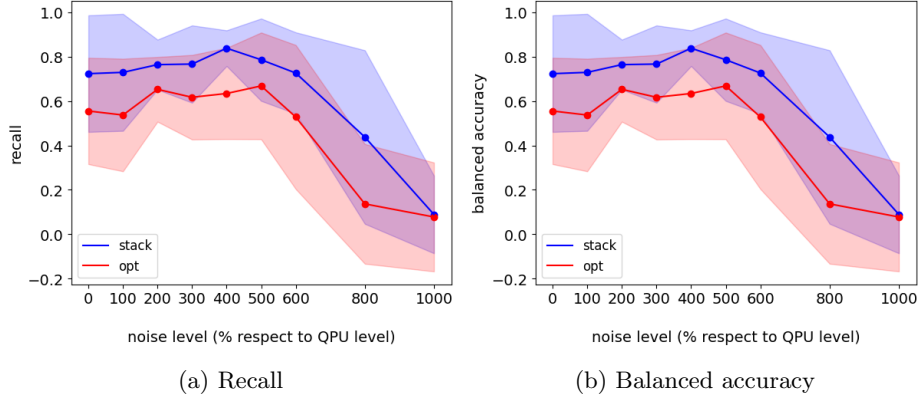 1.0
0.8
0.6
0.4
0.2
0.0
−0.2
recall
stack
opt
0 100 200 300 400 500 600 800 1000
noise level (% respect to QPU level)
(a) Recall
1.0
0.8
0.6
0.4
0.2
0.0
−0.2
balanced accuracy
stack
opt
0 100 200 300 400 500 600 800 1000
noise level (% respect to QPU level)
(b) Balanced accuracy